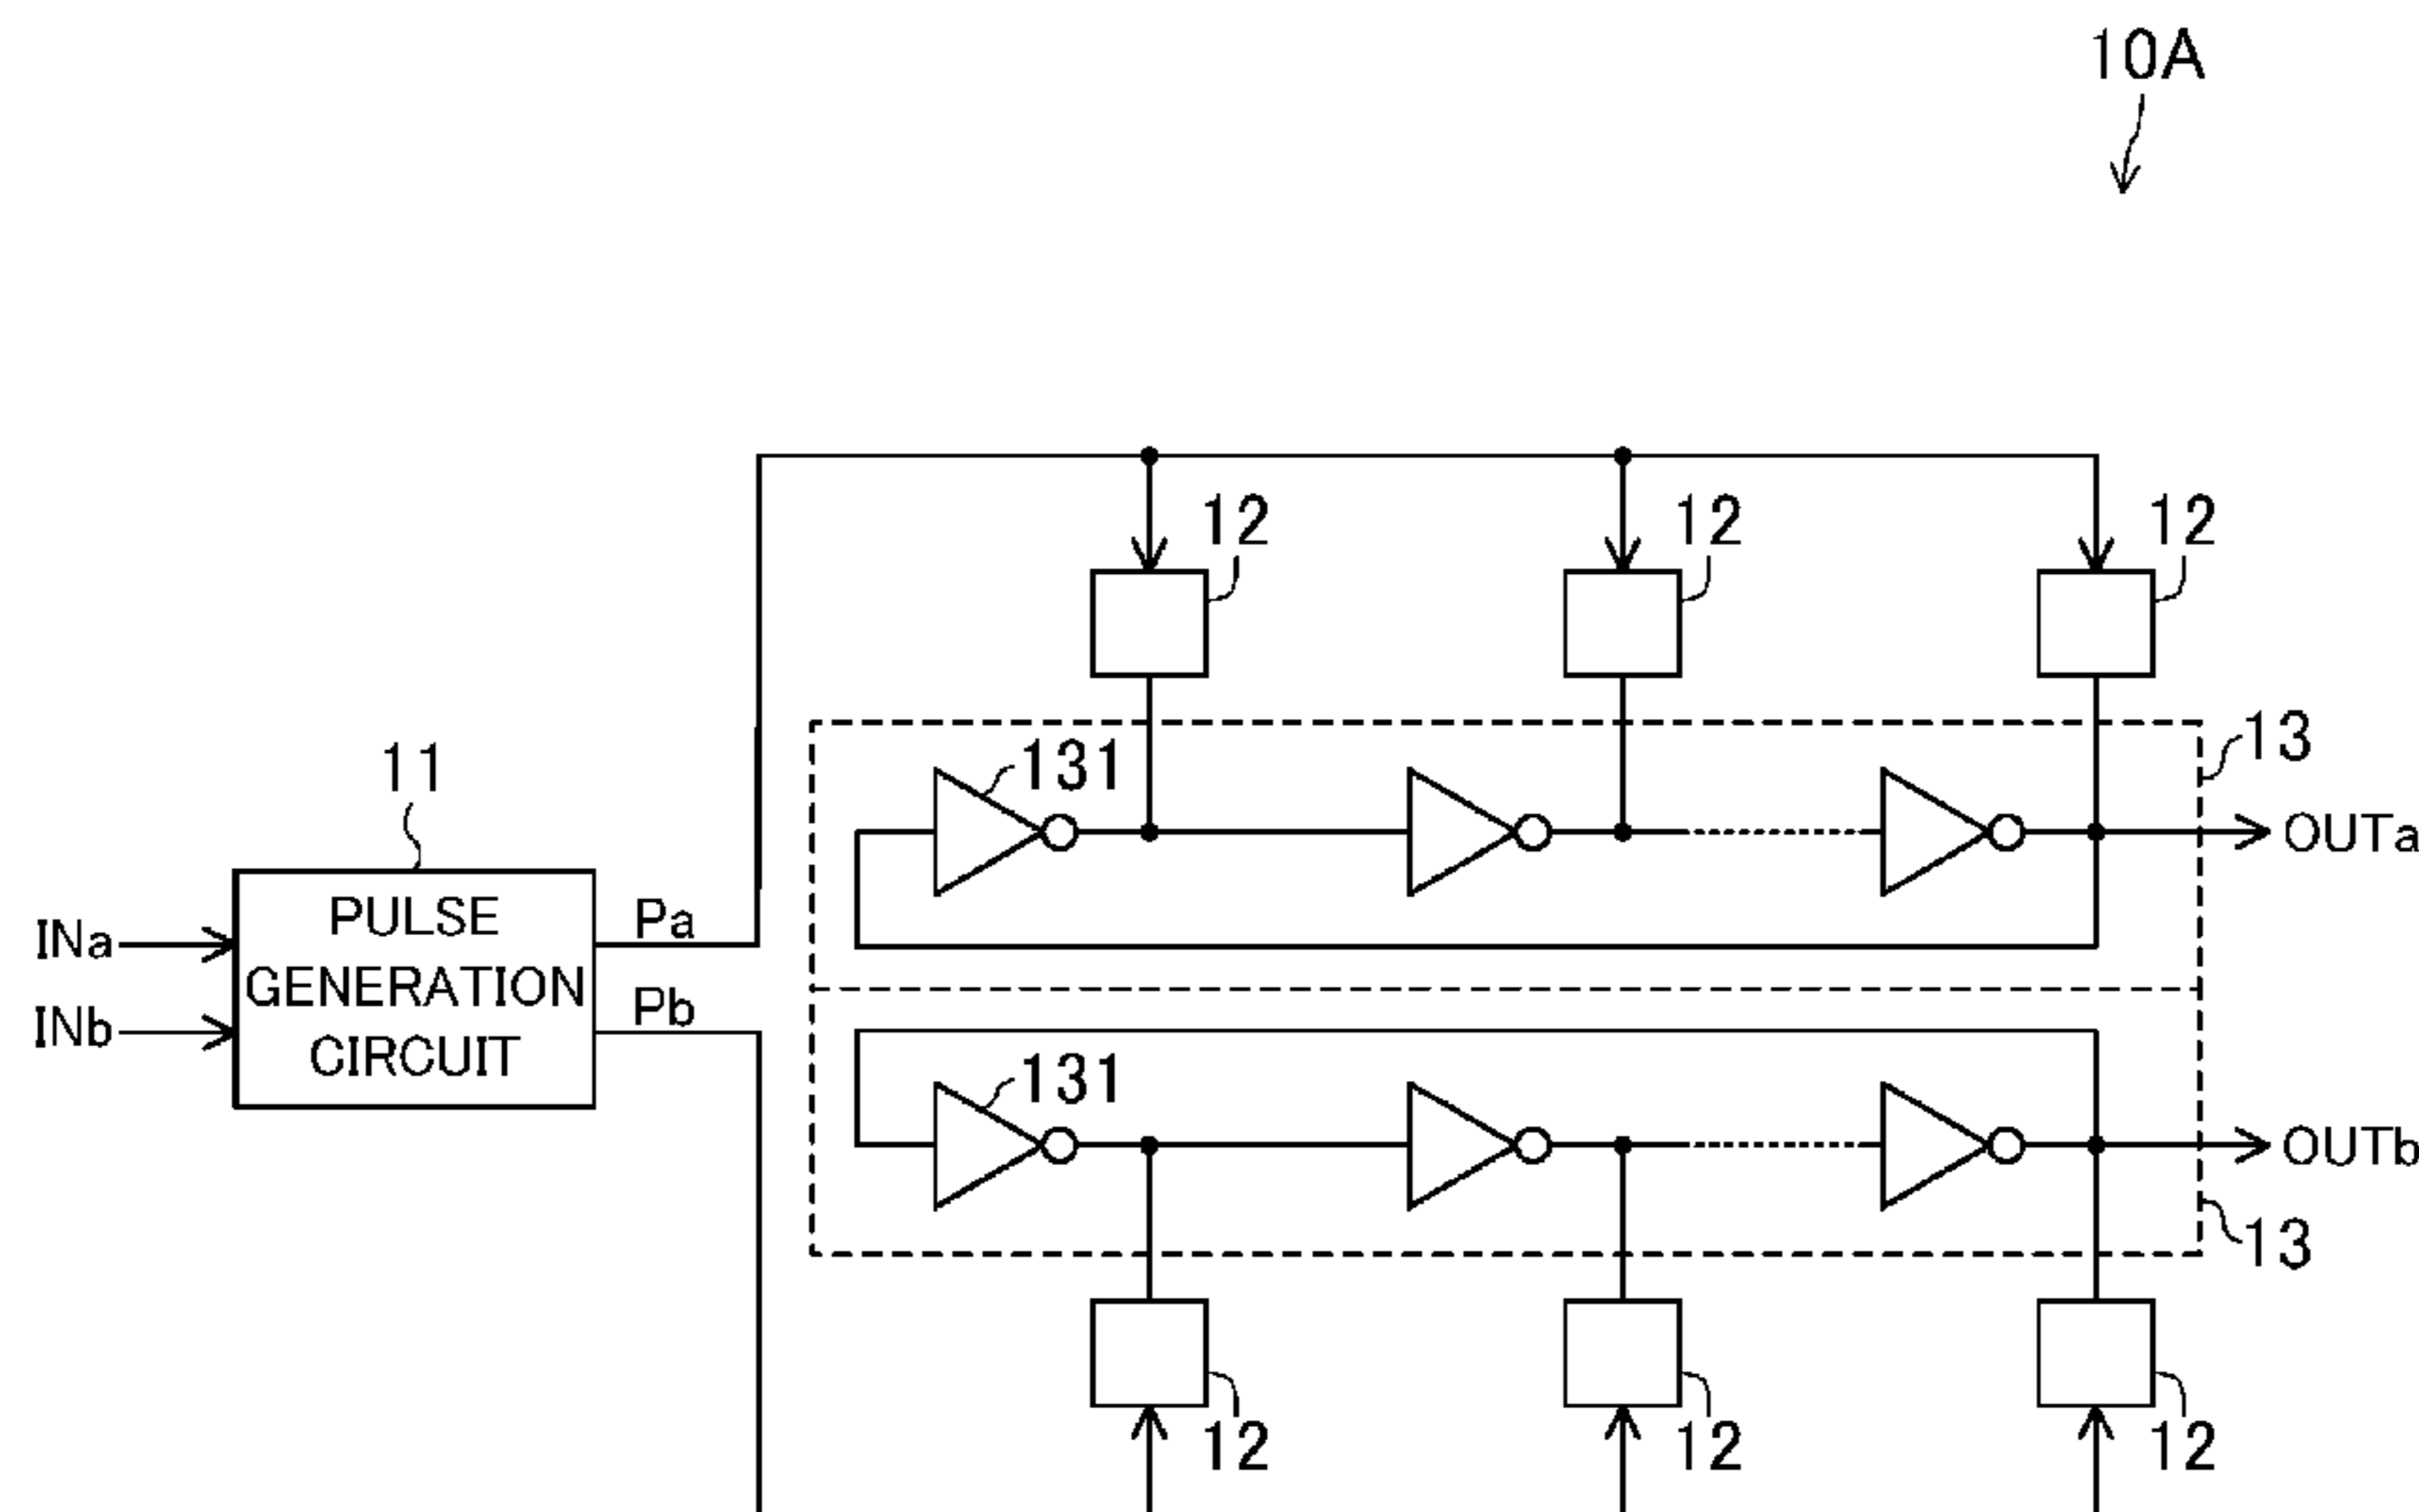 10A
12
12
12
13
131
11
OUTa
PULSE
GENERATION
CIRCUIT
INa
Pa
INb
Pb
131
OUTb
13
12
12
12